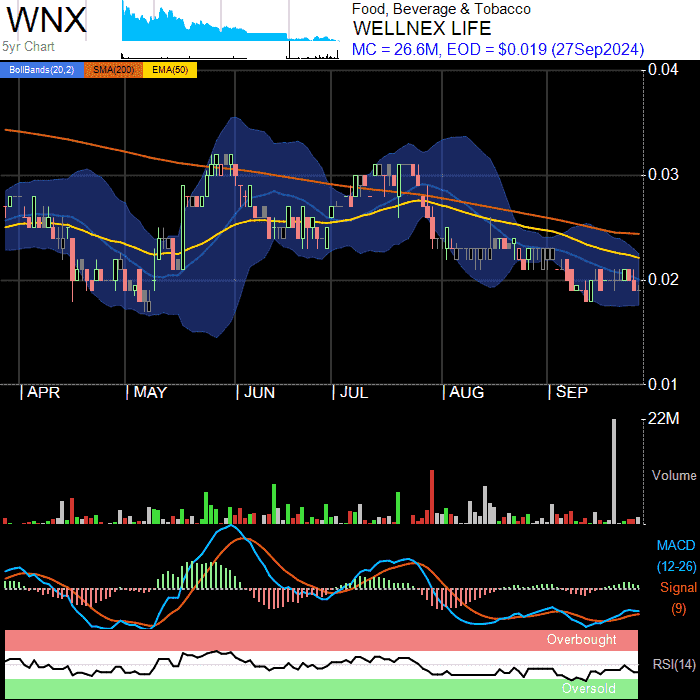 WNX
5yr Chart
Food, Beverage & Tobacco
WELLNEX LIFE
MC = 26.6M, EOD = $0.019 (27Sep2024)
BollBands(20,2) SMA(200) EMA(50)
0.04
0.03
0.02
0.01
| APR | MAY | JUN | JUL | AUG | SEP
22M
Volume
MACD
(12-26)
Signal
(9)
Overbought
RSI(14)
Oversold